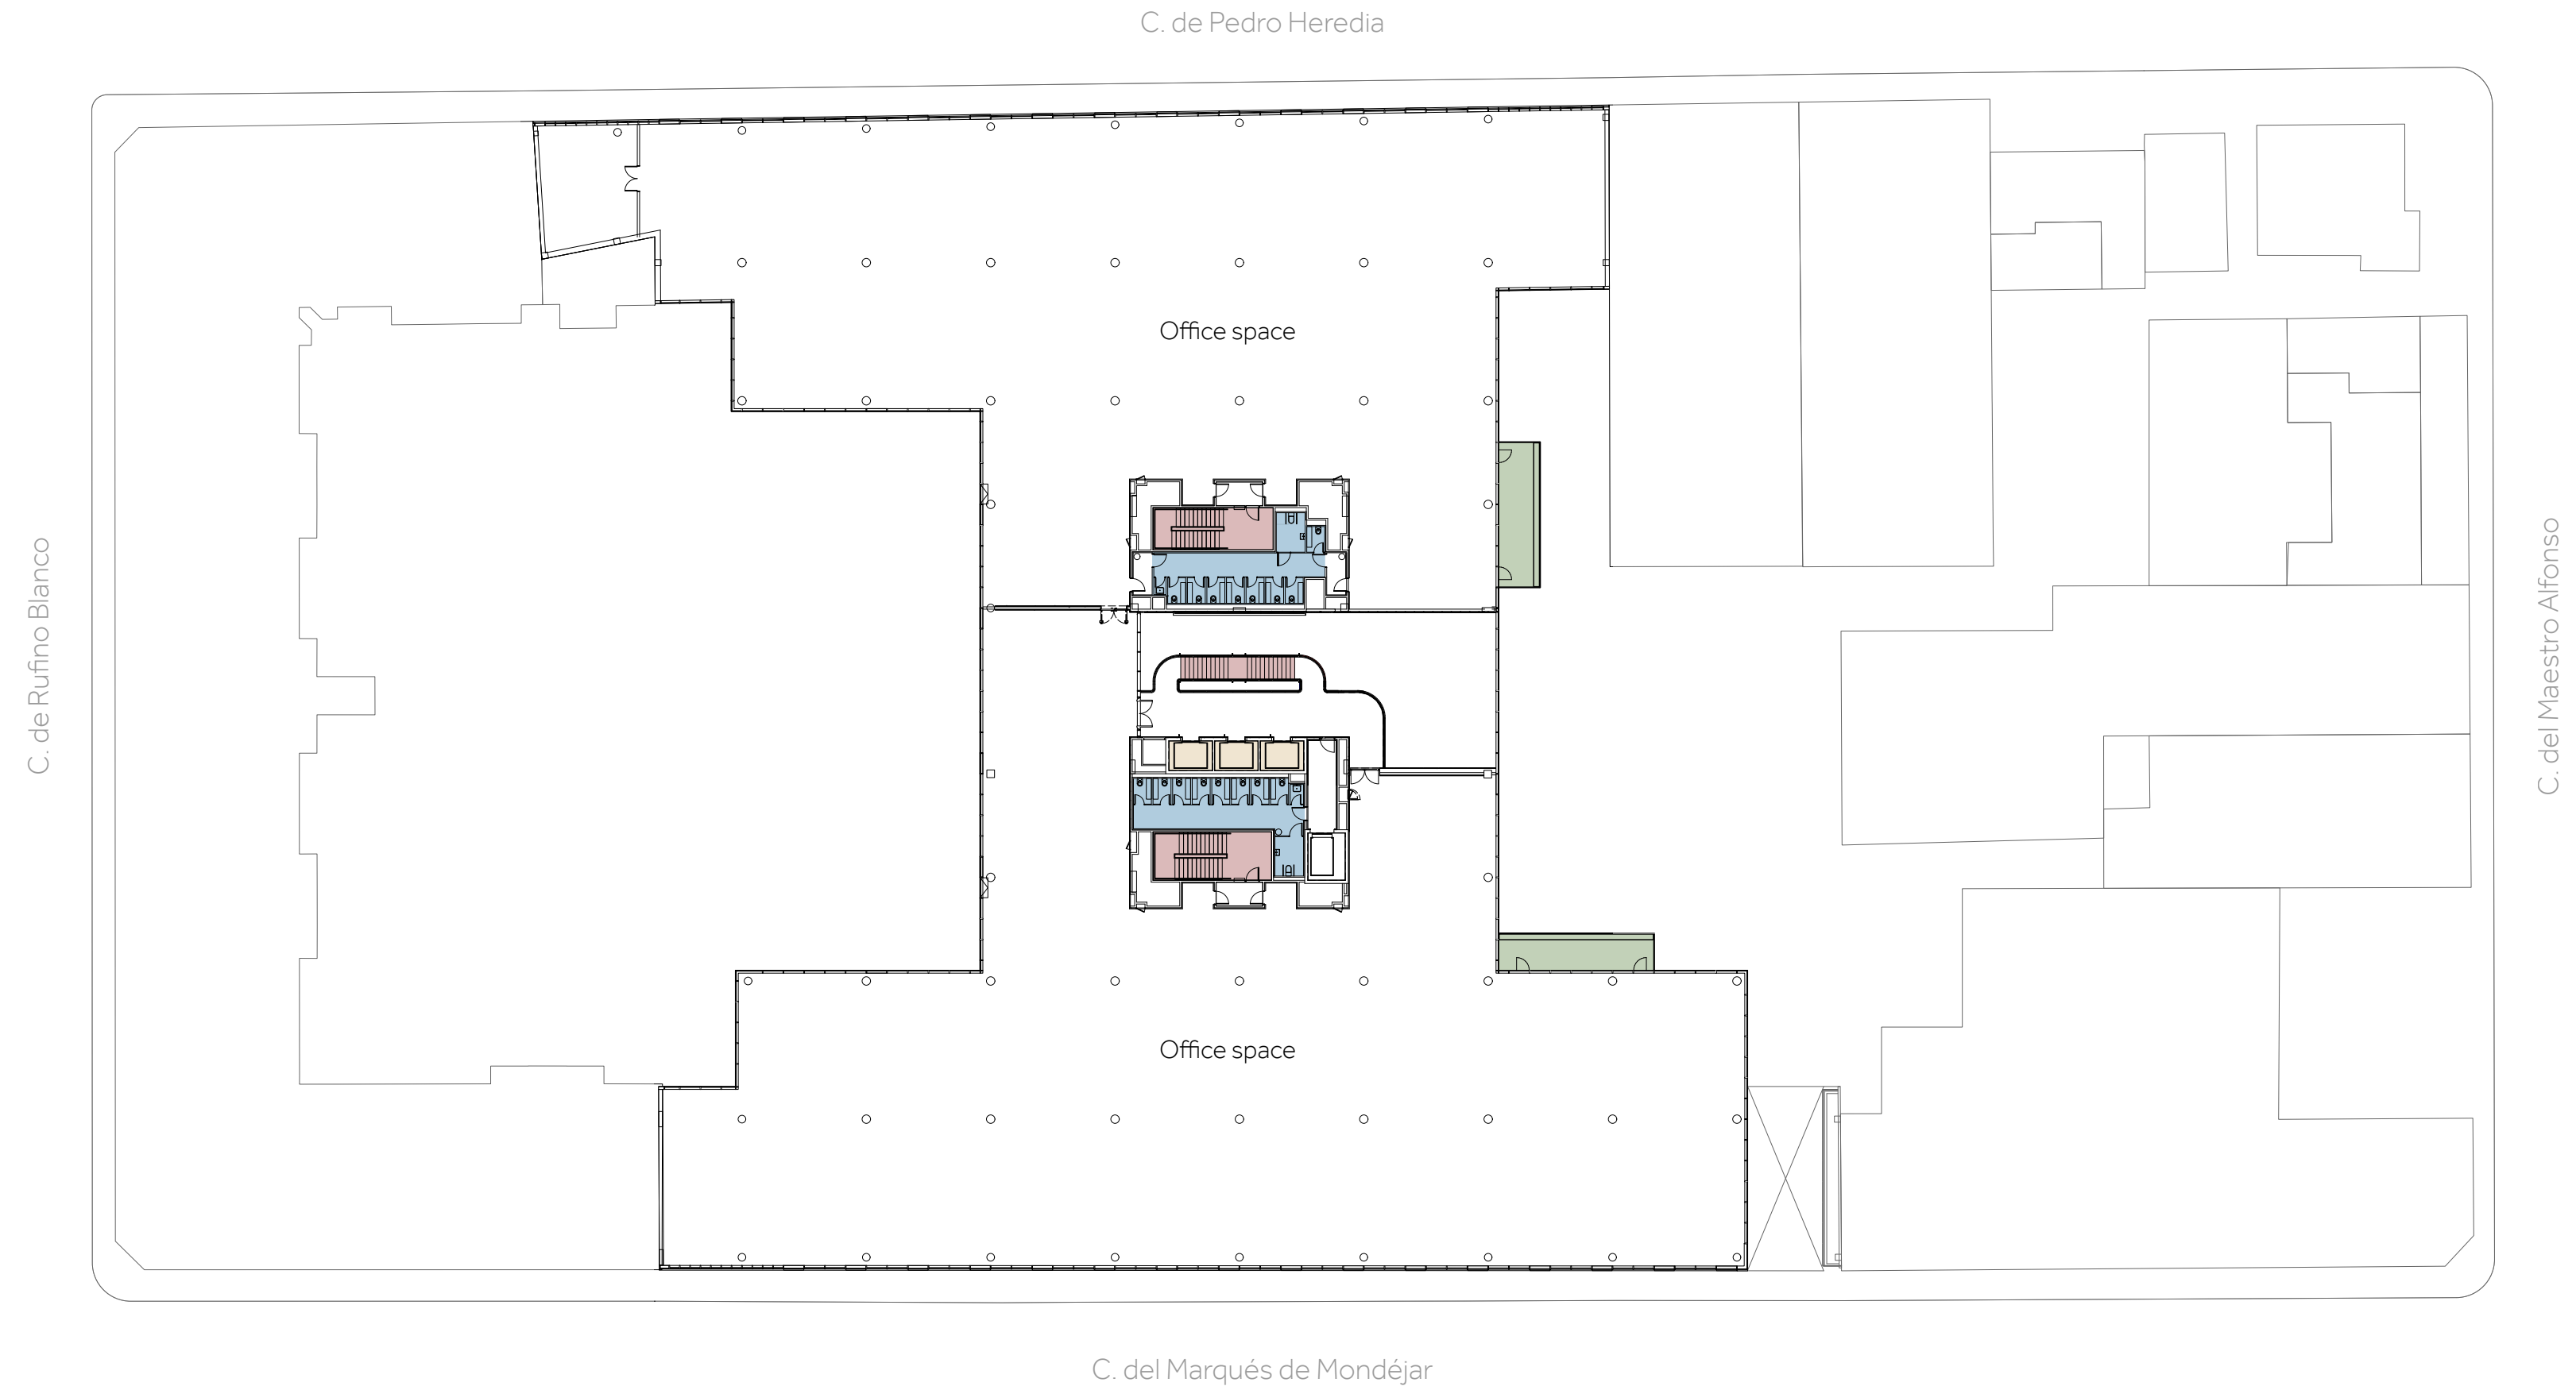 C. de Pedro Heredia
Office space
C. de Rufino Blanco
C. del Maestro Alfonso
Office space
C. del Marqués de Mondéjar